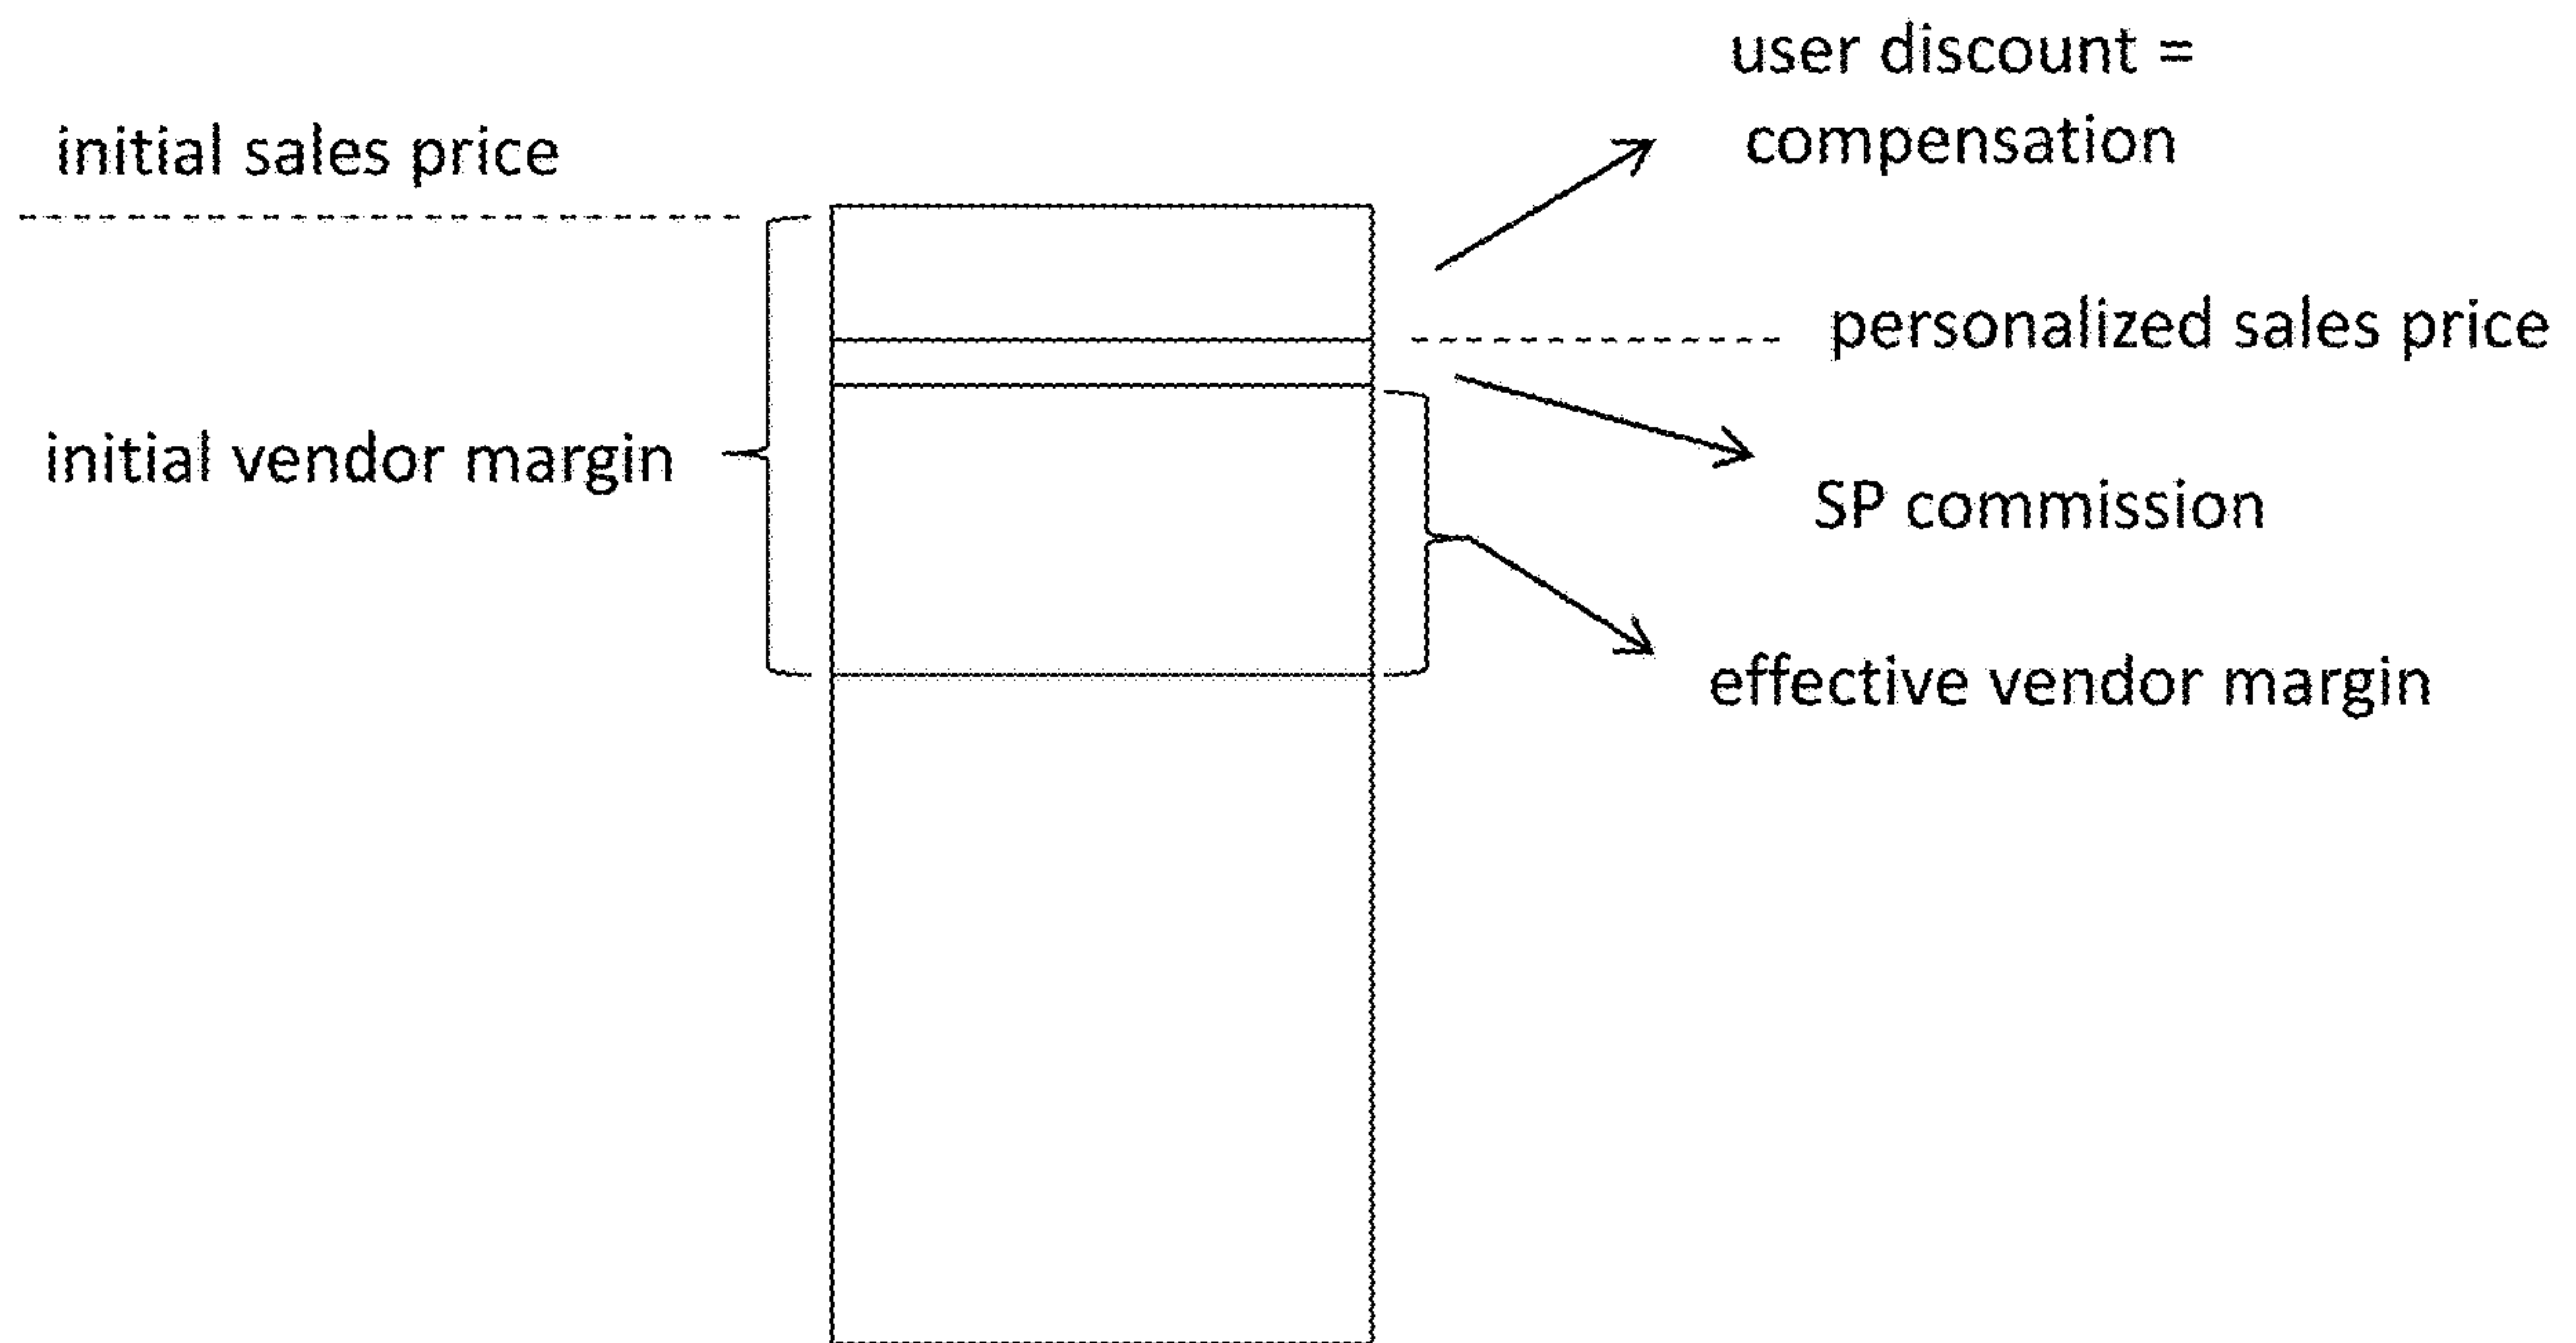 user discount =
compensation
initial sales price
personalized sales price
initial vendor margin
SP commission
effective vendor margin